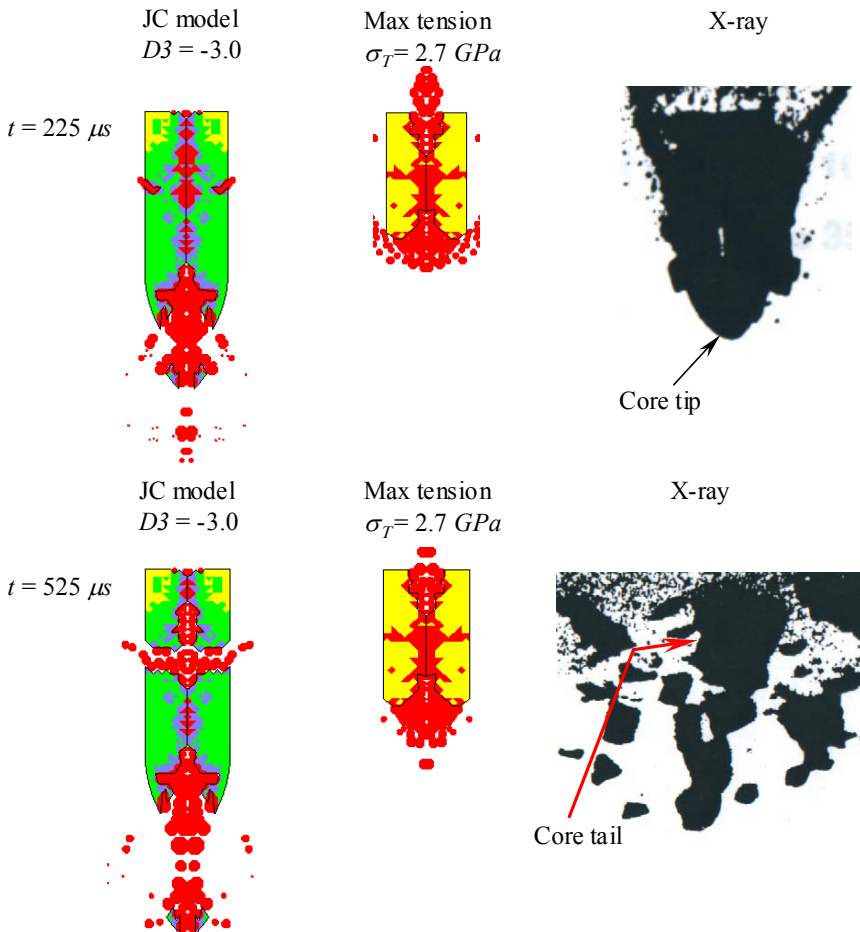 JC model
D3 = -3.0
Max tension
σT = 2.7 GPa
X-ray
t = 225 μs
Core tip
JC model
D3 = -3.0
Max tension
σT = 2.7 GPa
X-ray
t = 525 μs
Core tail